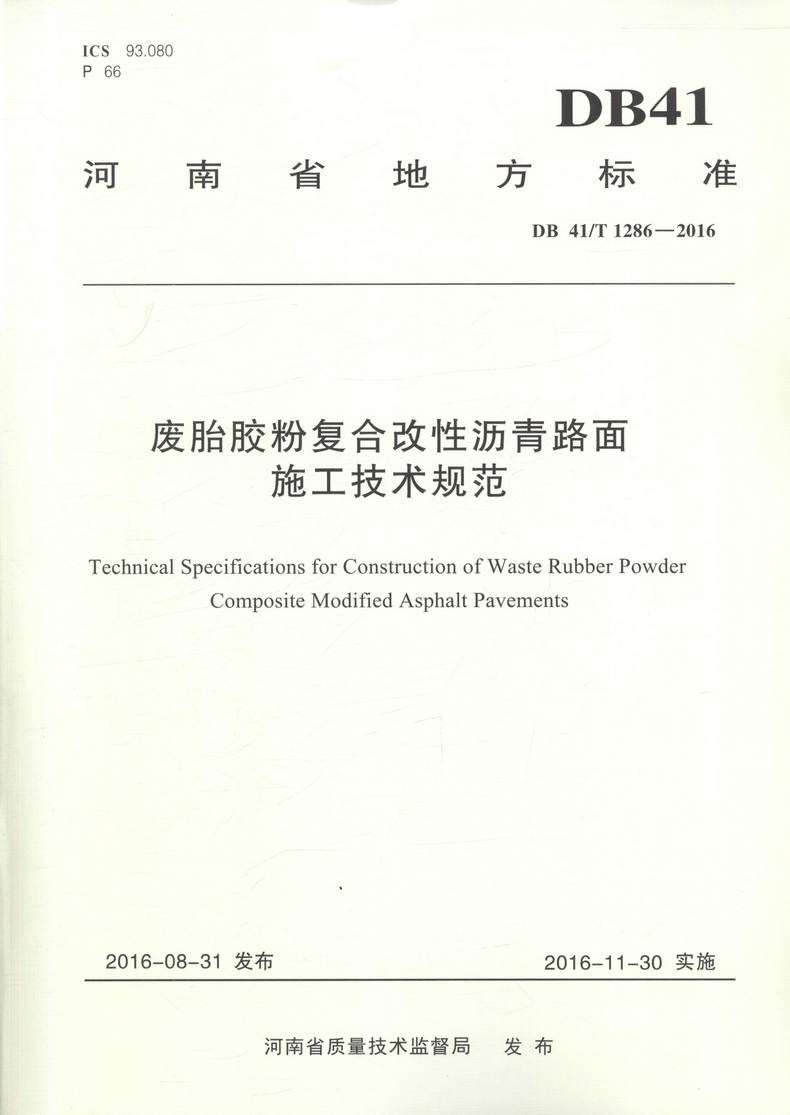 ICS 93.080
P 66
DB41
河南省地方标准
DB 41/T 1286—2016
废胎胶粉复合改性沥青路面
施工技术规范
Technical Specifications for Construction of Waste Rubber Powder
Composite Modified Asphalt Pavements
2016-08-31 发布
2016-11-30 实施
河南省质量技术监督局 发布